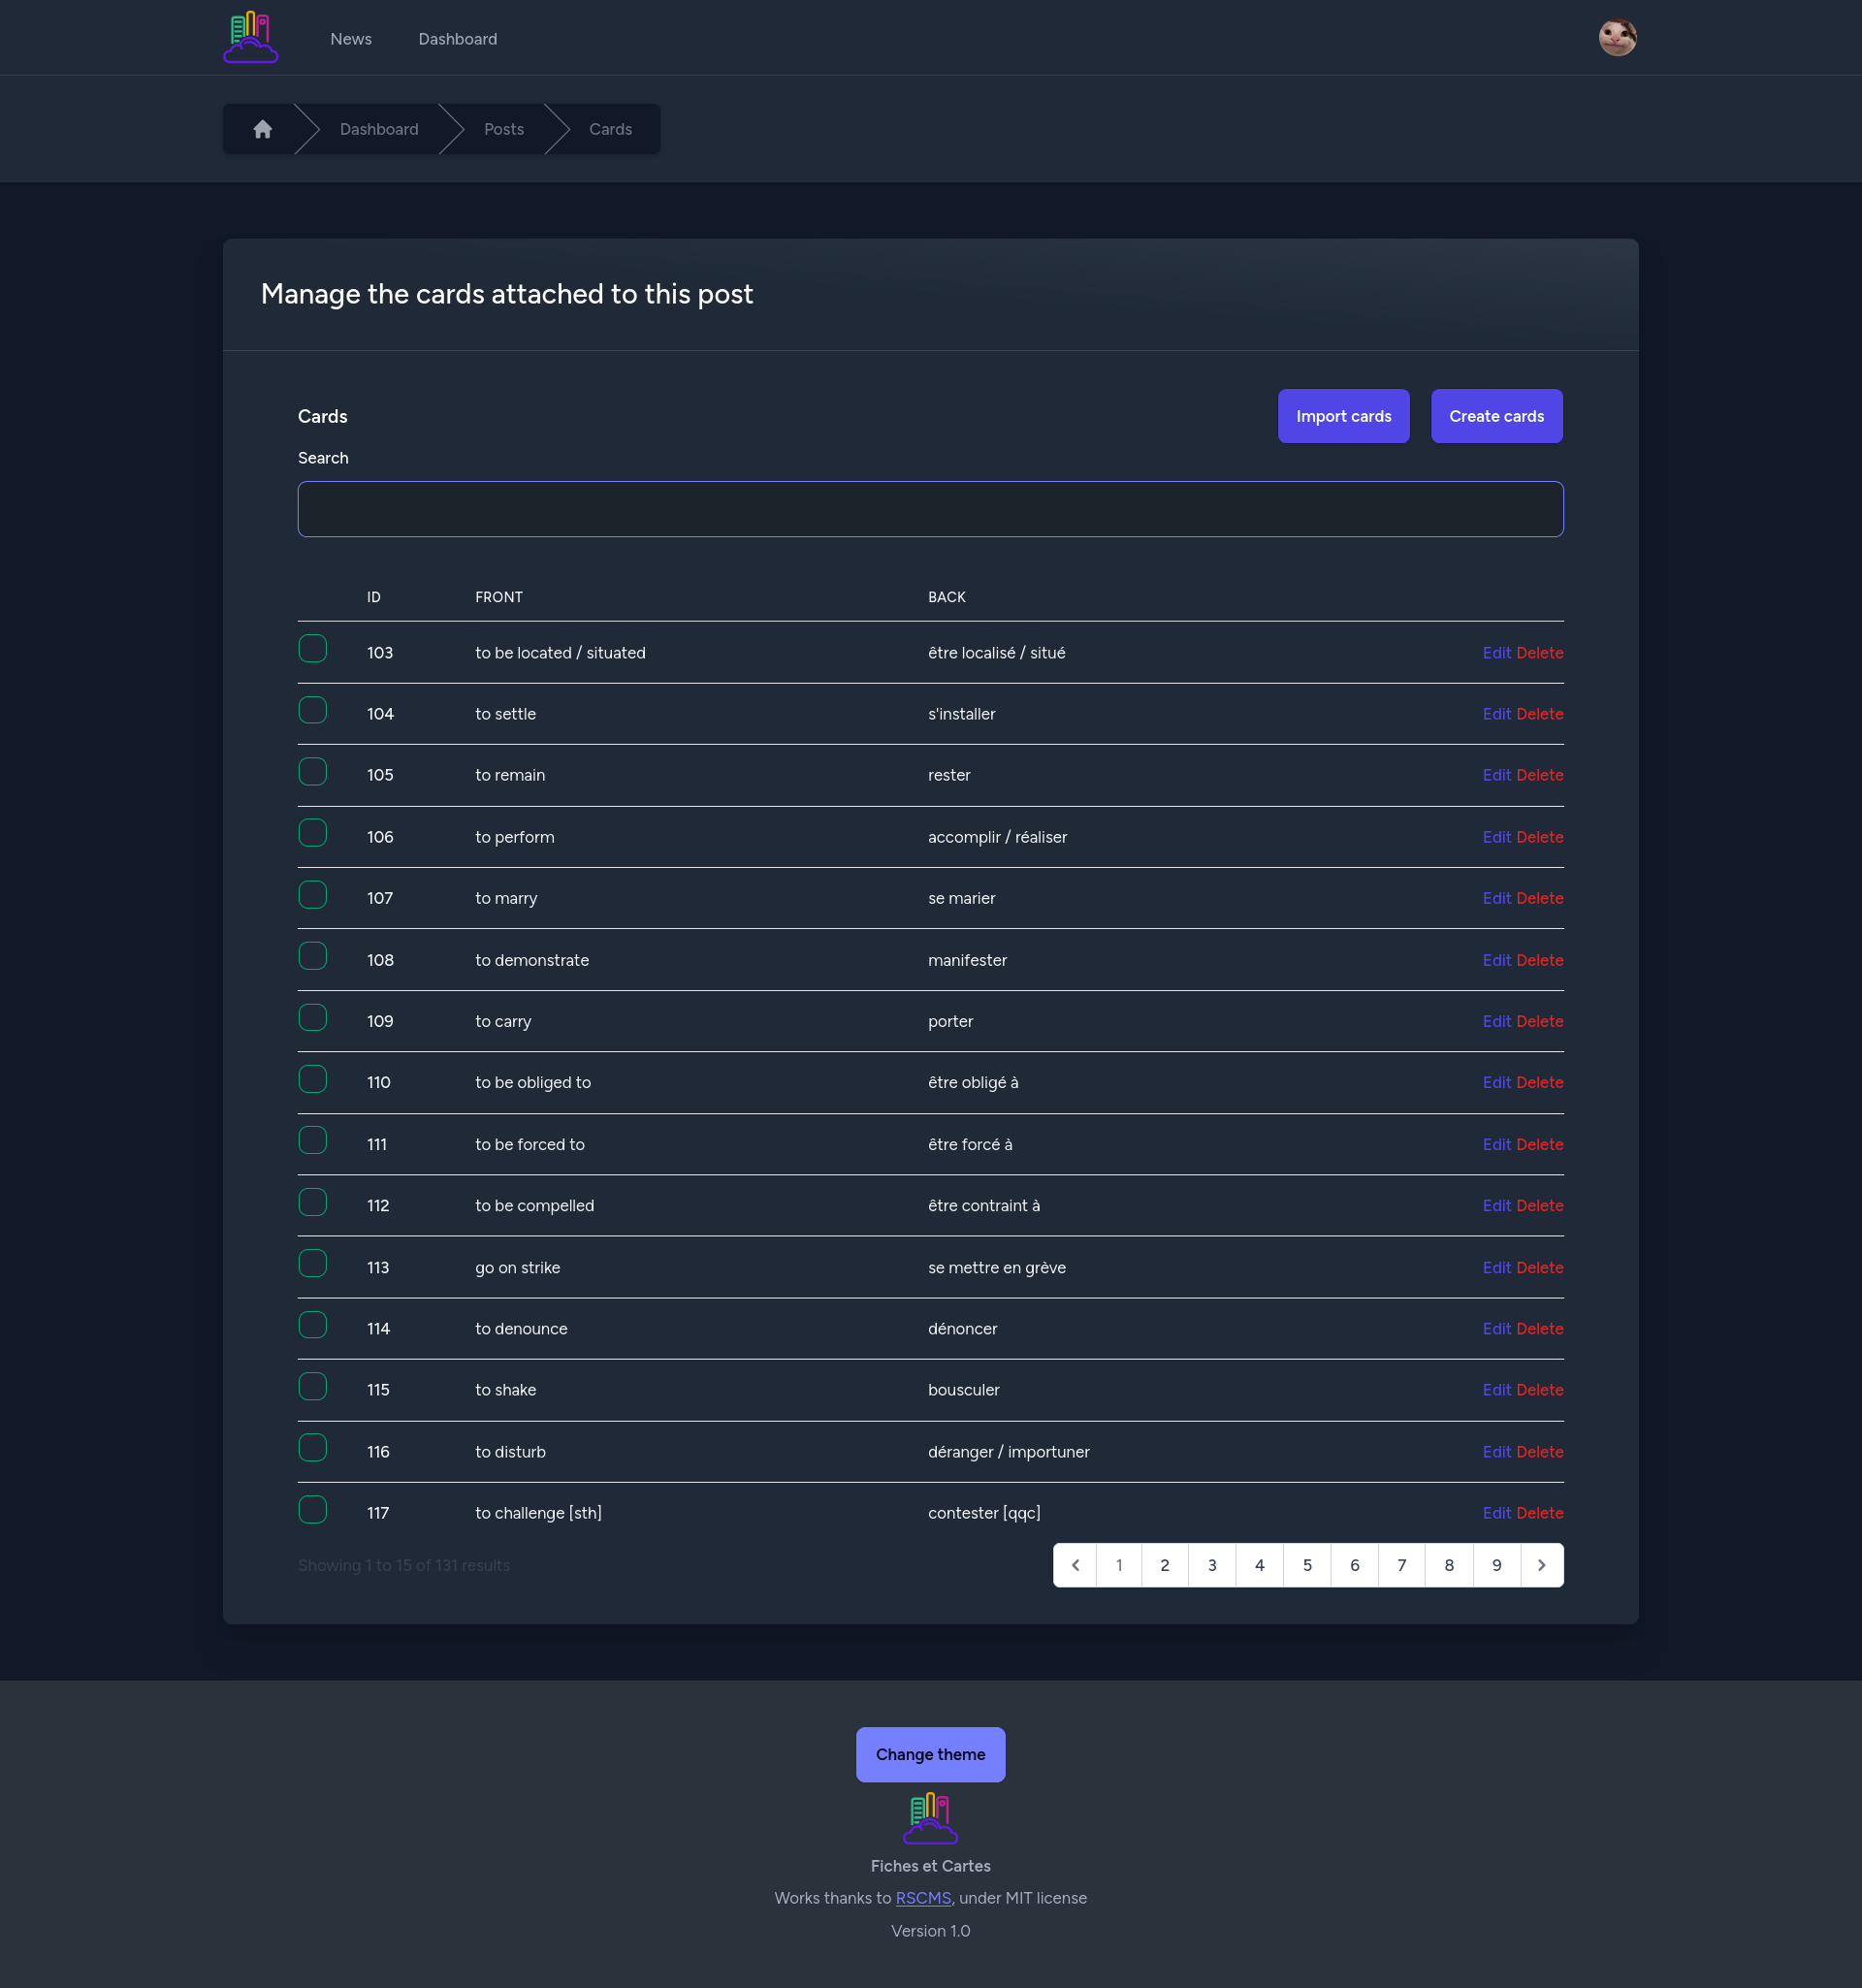 News Dashboard
Dashboard Posts Cards
Manage the cards attached to this post
Cards Import cards Create cards
Search
ID FRONT BACK
103 to be located / situated être localisé / situé Edit Delete
104 to settle s'installer Edit Delete
105 to remain rester Edit Delete
106 to perform accomplir / réaliser Edit Delete
107 to marry se marier Edit Delete
108 to demonstrate manifester Edit Delete
109 to carry porter Edit Delete
110 to be obliged to être obligé à Edit Delete
111 to be forced to être forcé à Edit Delete
112 to be compelled être contraint à Edit Delete
113 go on strike se mettre en grève Edit Delete
114 to denounce dénoncer Edit Delete
115 to shake bousculer Edit Delete
116 to disturb déranger / importuner Edit Delete
117 to challenge [sth] contester [qqc] Edit Delete
Showing 1 to 15 of 131 results 1 2 3 4 5 6 7 8 9
Change theme
Fiches et Cartes
Works thanks to RSCMS, under MIT license
Version 1.0